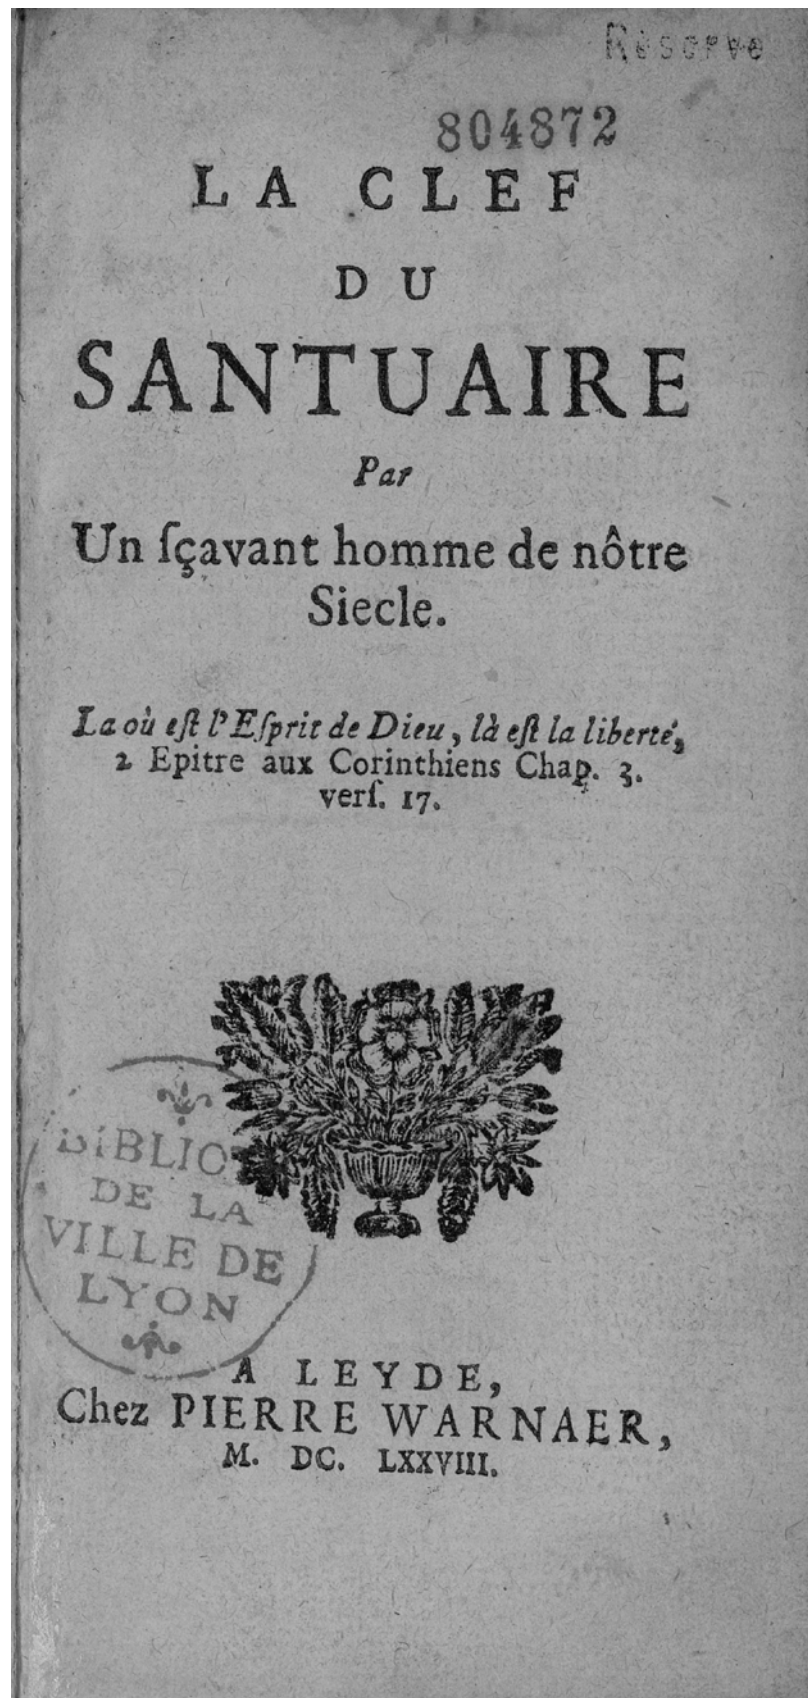 Réserve
804872
LA CLEF
DU
SANTUAIRE
Par
Un ſçavant homme de nôtre
Siecle.
La où eſt l'Eſprit de Dieu, là eſt la liberté,
2 Epitre aux Corinthiens Chap. 3.
verſ. 17.
BIBLIO
DE LA
VILLE DE
LYON
A LEYDE,
Chez PIERRE WARNAER,
M. DC. LXXVIII.